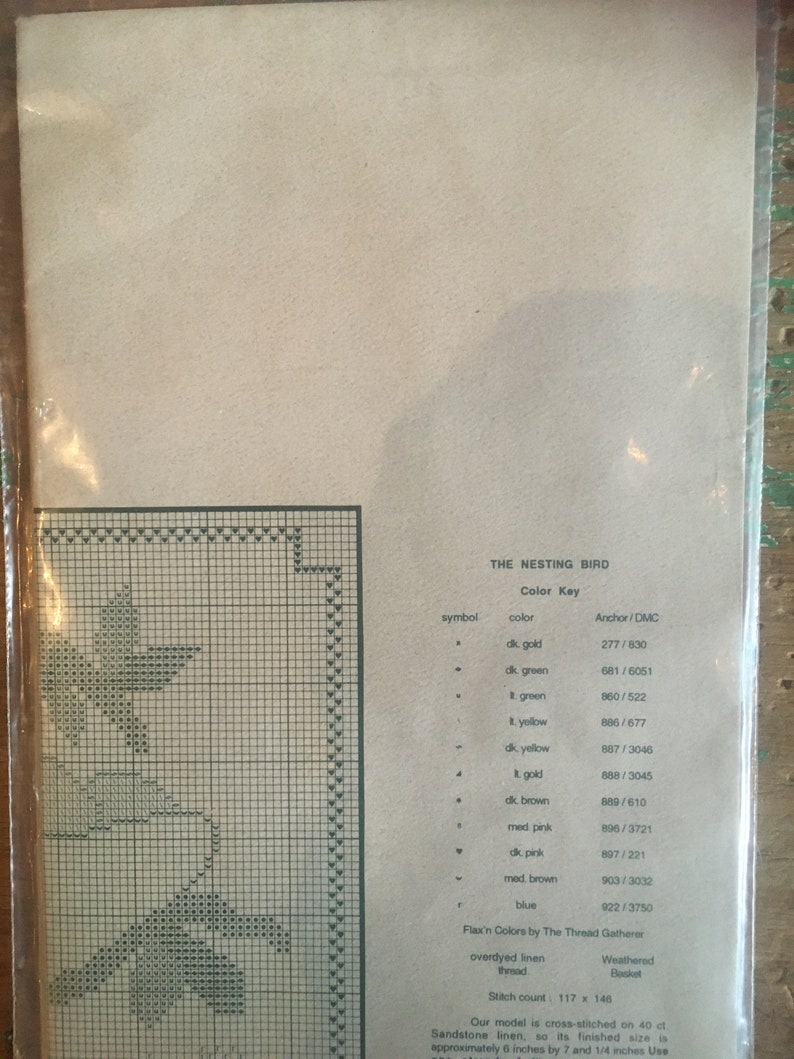 THE NESTING BIRD
Color Key
symbol color Anchor/DMC
dk. gold 277 / 830
dk. green 681 / 6051
lt. green 860 / 522
lt. yellow 886 / 677
dk. yellow 887 / 3046
lt. gold 888 / 3045
dk. brown 889 / 610
med. pink 896 / 3721
dk. pink 897 / 221
med. brown 903 / 3032
r blue 922 / 3750
Flax'n Colors by The Thread Gatherer
overdyed linen Weathered
thread Basket
Stitch count : 117 x 146
Our model is cross-stitched on 40 ct.
Sandstone linen, so its finished size is
approximately 6 inches by 7 and 1/4 inches Use